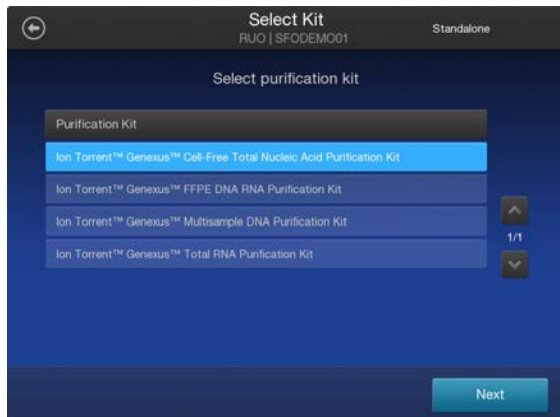 Select Kit
RUO | SFODEMO01
Standalone
Select purification kit
Purification Kit
Ion Torrent™ Genexus™ Cell-Free Total Nucleic Acid Purification Kit
Ion Torrent™ Genexus™ FFPE DNA RNA Purification Kit
Ion Torrent™ Genexus™ Multisample DNA Purification Kit
Ion Torrent™ Genexus™ Total RNA Purification Kit
1/1
Next